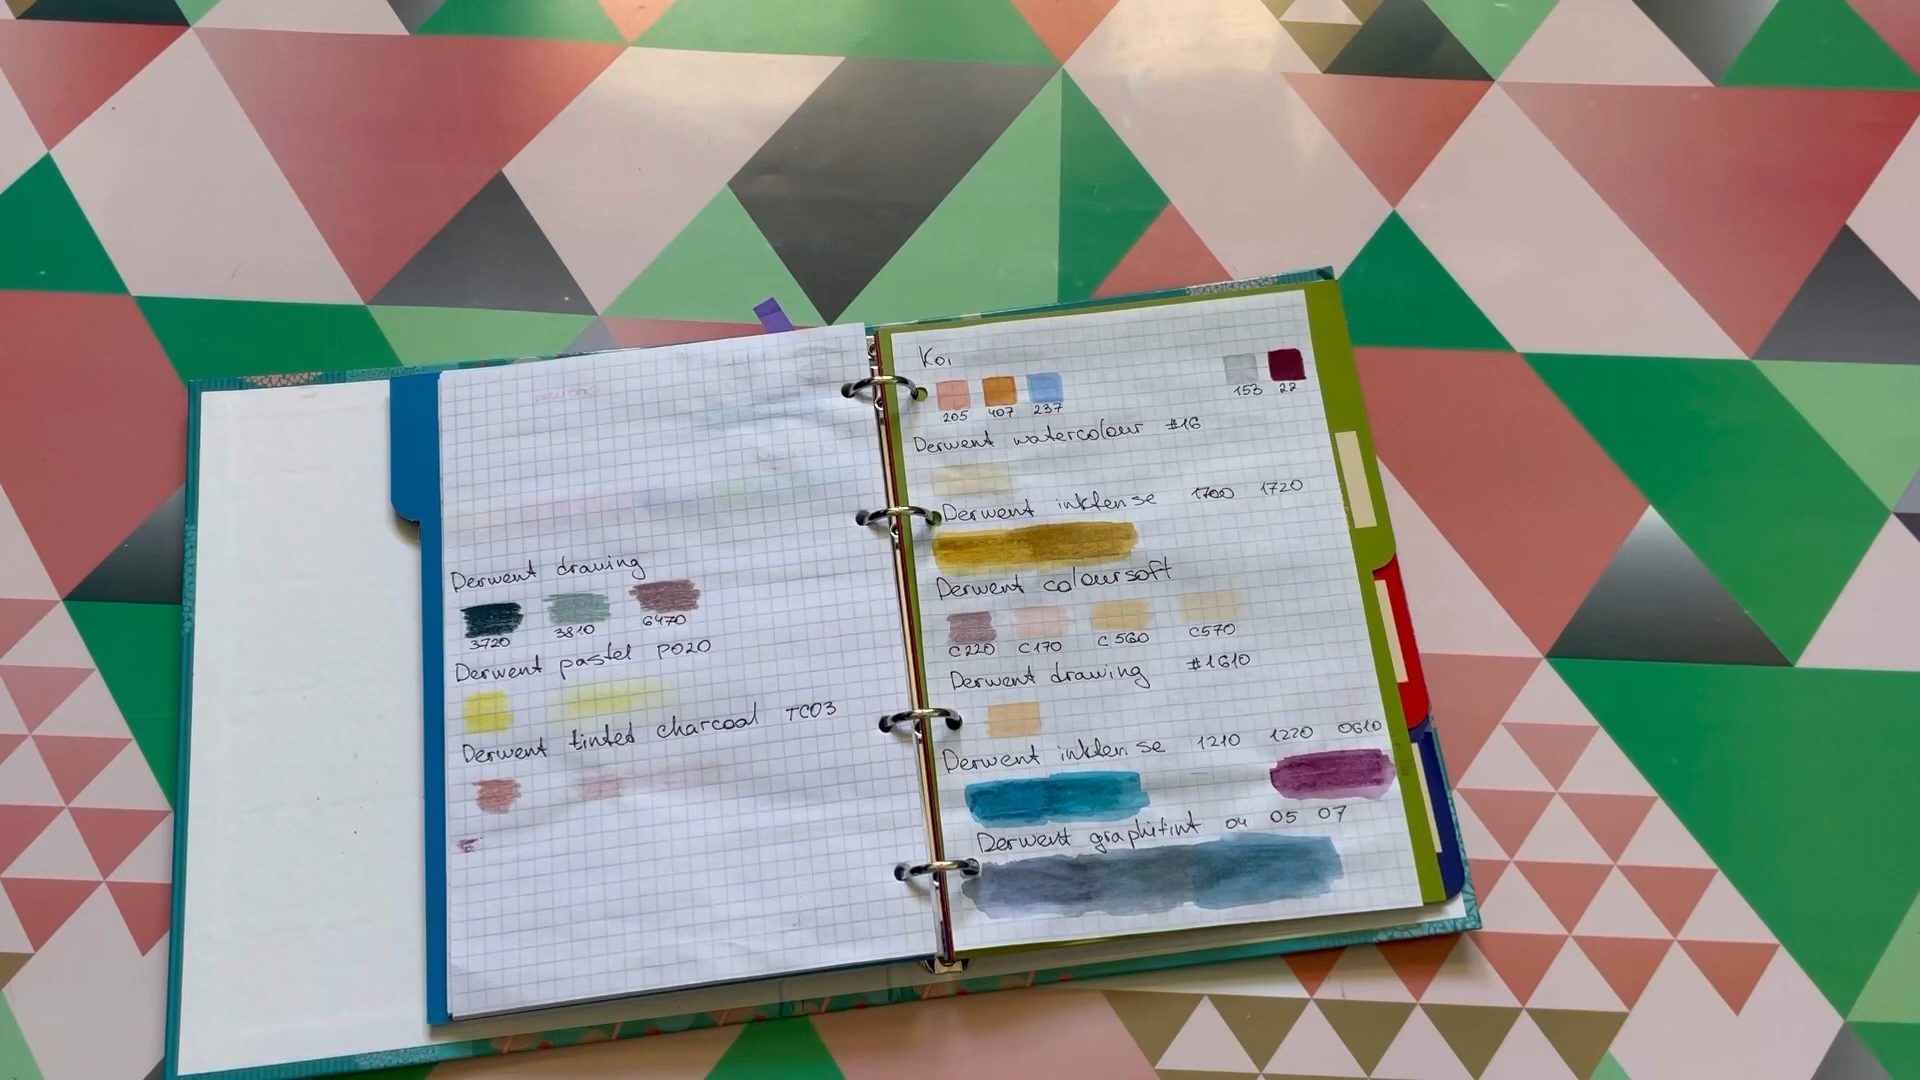 Derwent drawing
3720 3810 6470
Derwent pastel P020
Derwent tinted charcoal TC03
Koi
205 407 237 153 22
Derwent watercolour #16
Derwent inktense 1700 1720
Derwent coloursoft
C220 C170 C560 C570
Derwent drawing #1610
Derwent inktense 1210 1220 0610
Derwent graphitint 04 05 07